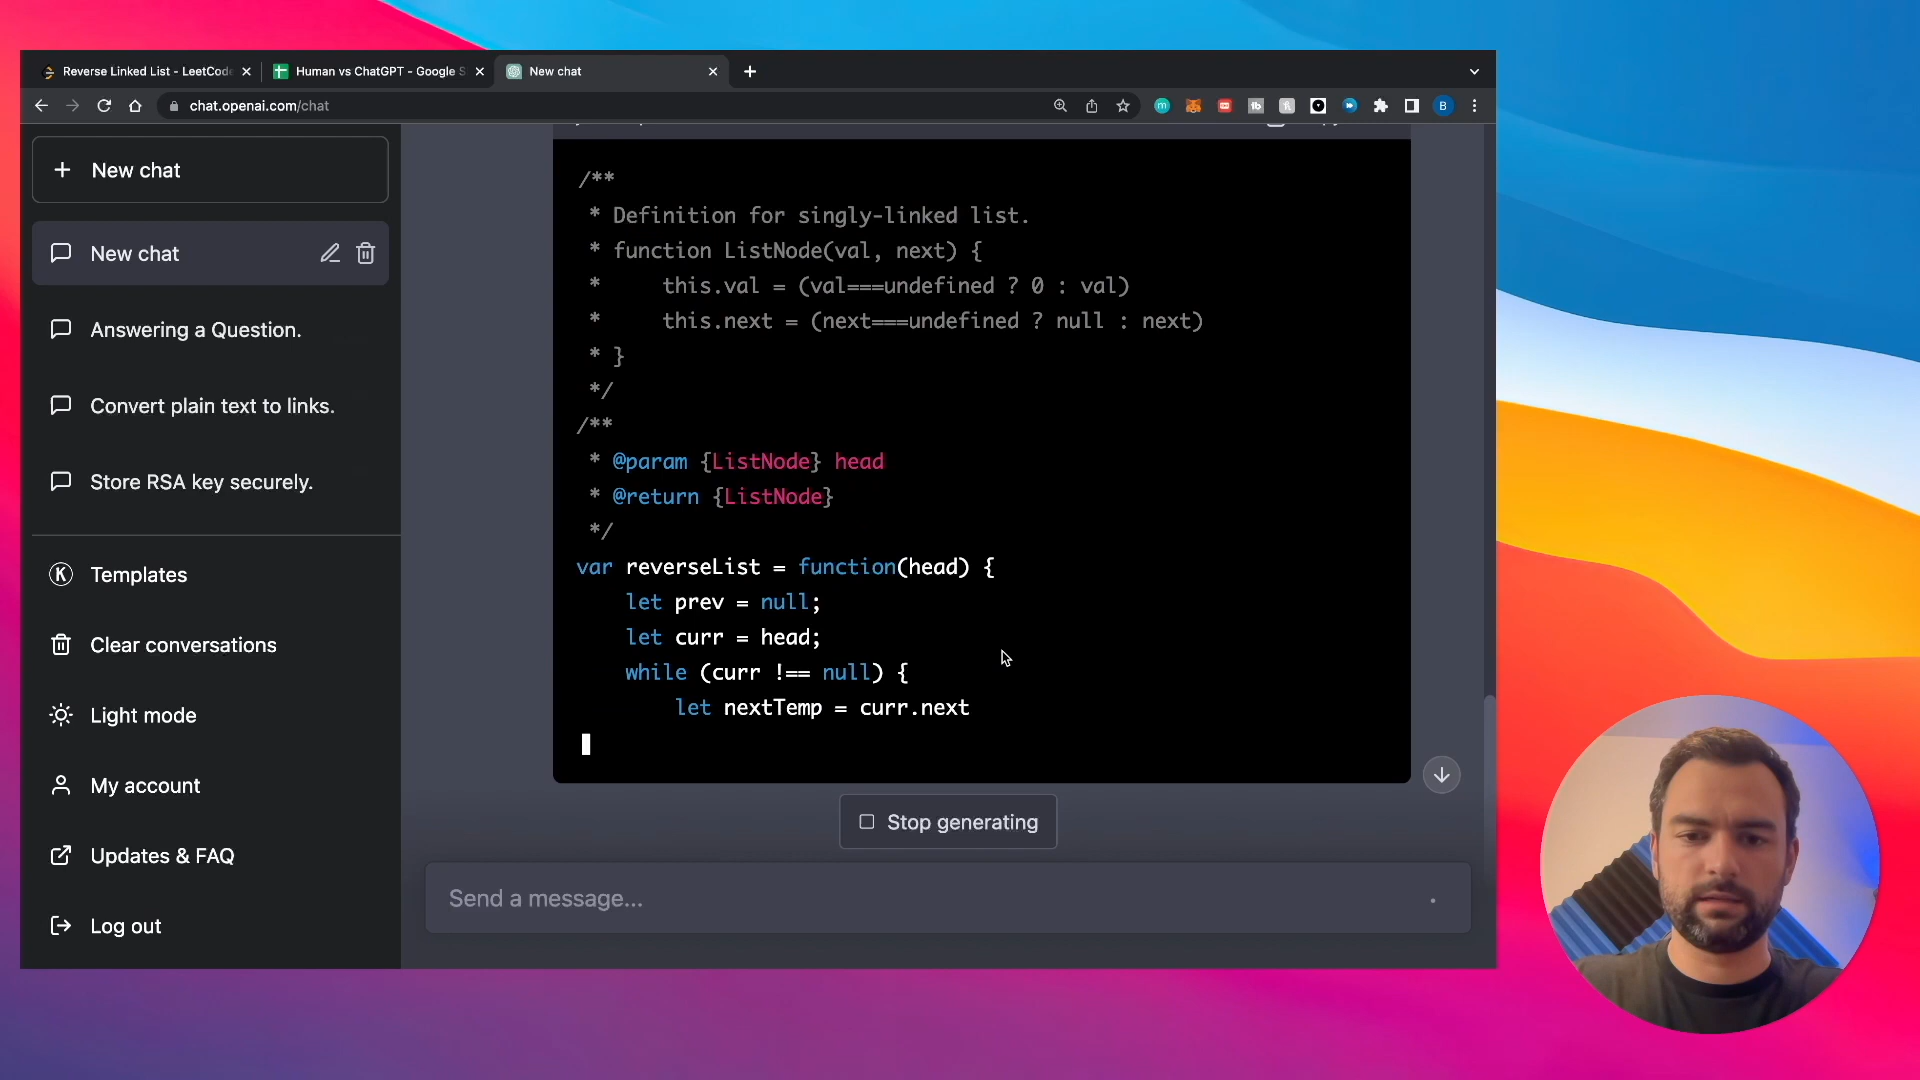 Reverse Linked List - LeetCode
Human vs ChatGPT - Google S
New chat
chat.openai.com/chat
B
New chat
New chat
Answering a Question.
Convert plain text to links.
Store RSA key securely.
Templates
Clear conversations
Light mode
My account
Updates & FAQ
Log out
/**
 * Definition for singly-linked list.
 * function ListNode(val, next) {
 *     this.val = (val===undefined ? 0 : val)
 *     this.next = (next===undefined ? null : next)
 * }
 */
/**
 * @param {ListNode} head
 * @return {ListNode}
 */
var reverseList = function(head) {
    let prev = null;
    let curr = head;
    while (curr !== null) {
        let nextTemp = curr.next
Stop generating
Send a message...